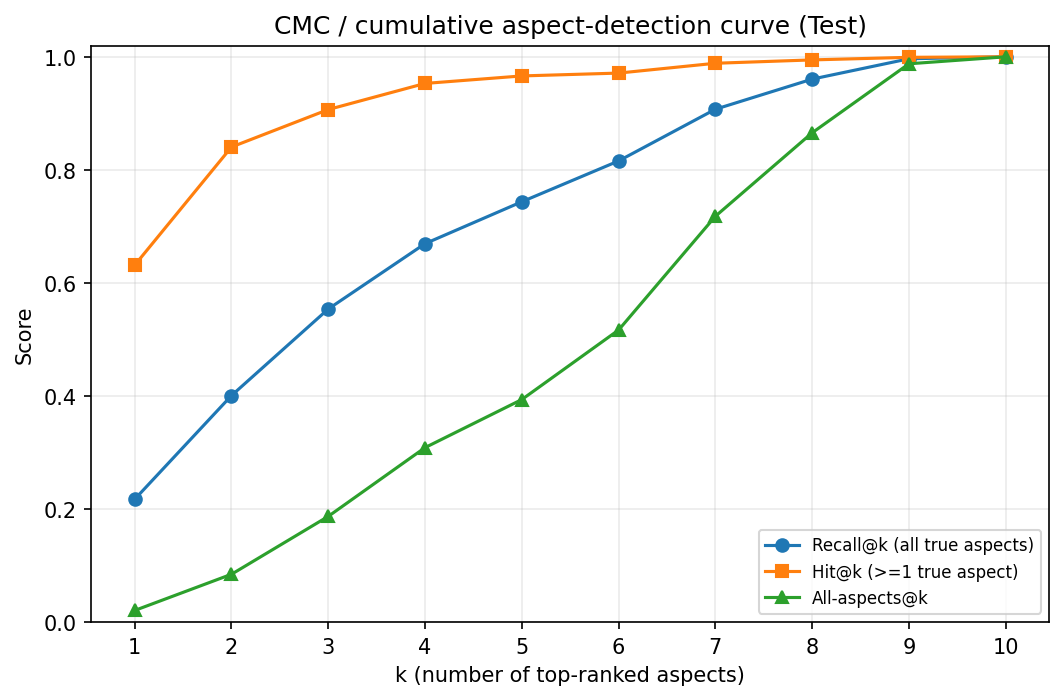 CMC / cumulative aspect-detection curve (Test)
1.0
0.8
0.6
0.4
0.2
0.0
Score
1 2 3 4 5 6 7 8 9 10
k (number of top-ranked aspects)
Recall@k (all true aspects)
Hit@k (>=1 true aspect)
All-aspects@k